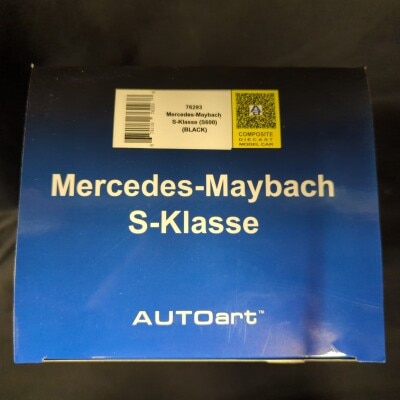 76293
Mercedes-Maybach
S-Klasse (S600)
(BLACK)
COMPOSITE
DIECAST
MODEL CAR
Mercedes-Maybach
S-Klasse
AUTOart™